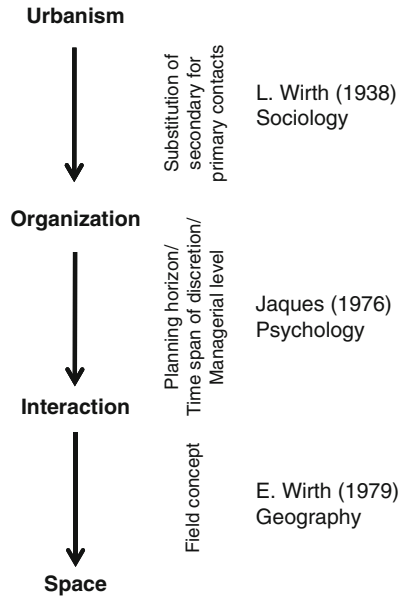 Urbanism
Substitution of
secondary for
primary contacts
L. Wirth (1938)
Sociology
Organization
Planning horizon/
Time span of discretion/
Managerial level
Jaques (1976)
Psychology
Interaction
Field concept
E. Wirth (1979)
Geography
Space